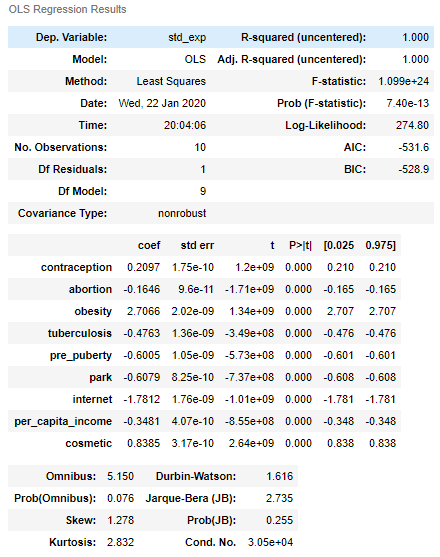 OLS Regression Results
Dep. Variable: std_exp R-squared (uncentered): 1.000
Model: OLS Adj. R-squared (uncentered): 1.000
Method: Least Squares F-statistic: 1.099e+24
Date: Wed, 22 Jan 2020 Prob (F-statistic): 7.40e-13
Time: 20:04:06 Log-Likelihood: 274.80
No. Observations: 10 AIC: -531.6
Df Residuals: 1 BIC: -528.9
Df Model: 9
Covariance Type: nonrobust
coef std err t P>|t| [0.025 0.975]
contraception 0.2097 1.75e-10 1.2e+09 0.000 0.210 0.210
abortion -0.1646 9.6e-11 -1.71e+09 0.000 -0.165 -0.165
obesity 2.7066 2.02e-09 1.34e+09 0.000 2.707 2.707
tuberculosis -0.4763 1.36e-09 -3.49e+08 0.000 -0.476 -0.476
pre_puberty -0.6005 1.05e-09 -5.73e+08 0.000 -0.601 -0.601
park -0.6079 8.25e-10 -7.37e+08 0.000 -0.608 -0.608
internet -1.7812 1.76e-09 -1.01e+09 0.000 -1.781 -1.781
per_capita_income -0.3481 4.07e-10 -8.55e+08 0.000 -0.348 -0.348
cosmetic 0.8385 3.17e-10 2.64e+09 0.000 0.838 0.838
Omnibus: 5.150 Durbin-Watson: 1.616
Prob(Omnibus): 0.076 Jarque-Bera (JB): 2.735
Skew: 1.278 Prob(JB): 0.255
Kurtosis: 2.832 Cond. No. 3.05e+04